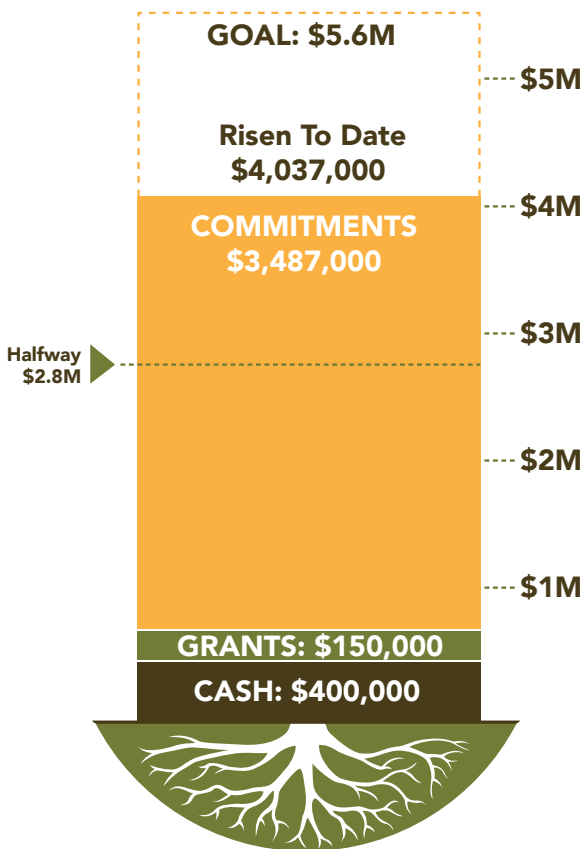 GOAL: $5.6M
$5M
Risen To Date
$4,037,000
$4M
COMMITMENTS
$3,487,000
$3M
Halfway
$2.8M
$2M
$1M
GRANTS: $150,000
CASH: $400,000